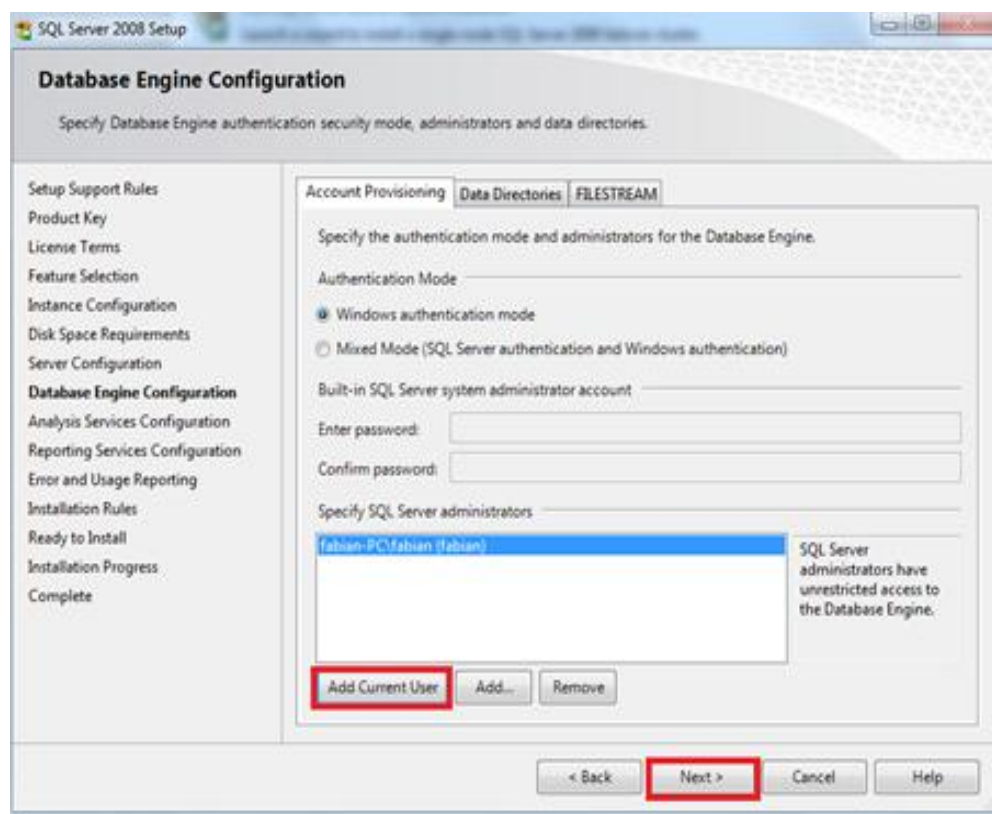 SQL Server 2008 Setup
Database Engine Configuration
Specify Database Engine authentication security mode, administrators and data directories.
Setup Support Rules
Product Key
License Terms
Feature Selection
Instance Configuration
Disk Space Requirements
Server Configuration
Database Engine Configuration
Analysis Services Configuration
Reporting Services Configuration
Error and Usage Reporting
Installation Rules
Ready to Install
Installation Progress
Complete
Account Provisioning Data Directories FILESTREAM
Specify the authentication mode and administrators for the Database Engine.
Authentication Mode
Windows authentication mode
Mixed Mode (SQL Server authentication and Windows authentication)
Built-in SQL Server system administrator account
Enter password:
Confirm password:
Specify SQL Server administrators
fabian-PC\fabian (fabian)
SQL Server
administrators have
unrestricted access to
the Database Engine.
Add Current User Add... Remove
< Back Next > Cancel Help